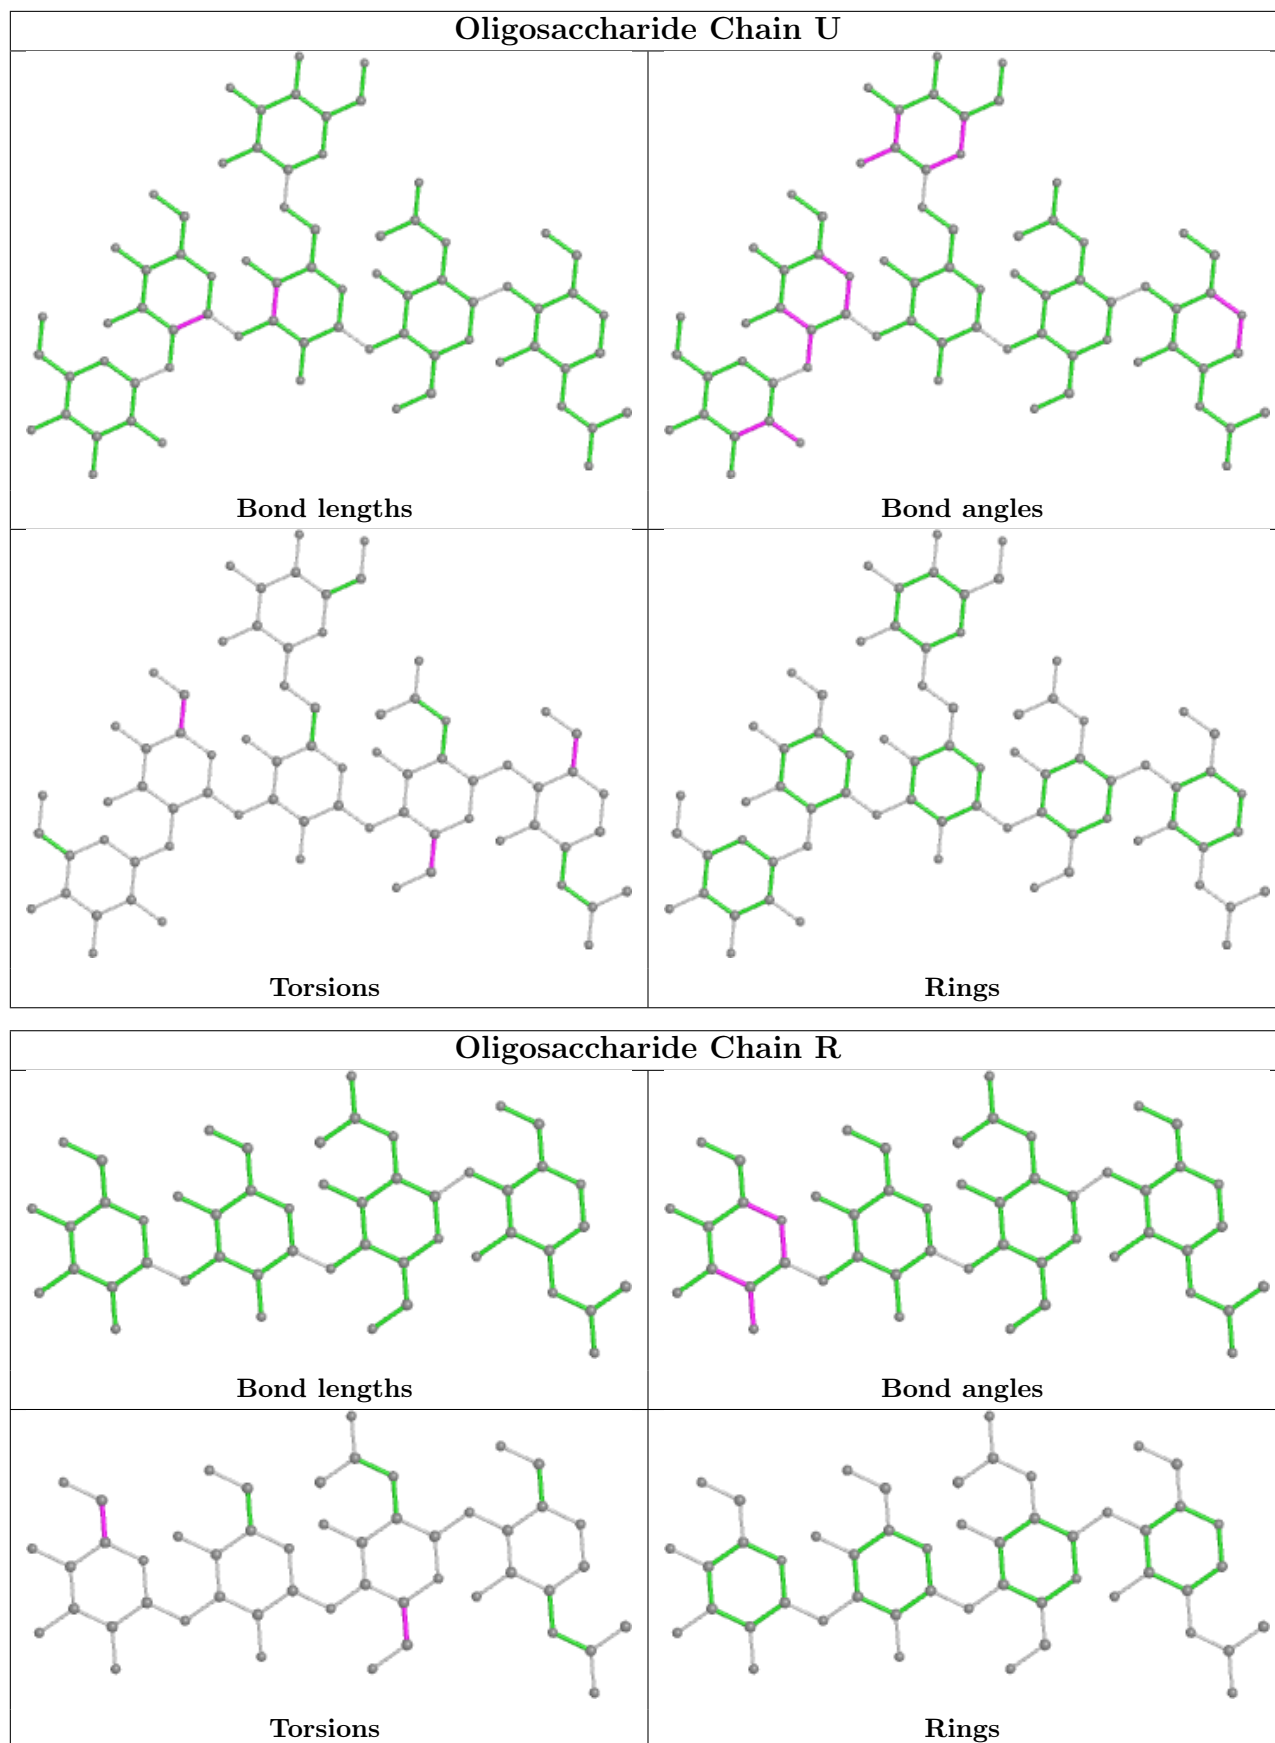 Oligosaccharide Chain U
Bond lengths
Bond angles
Torsions
Rings
Oligosaccharide Chain R
Bond lengths
Bond angles
Torsions
Rings